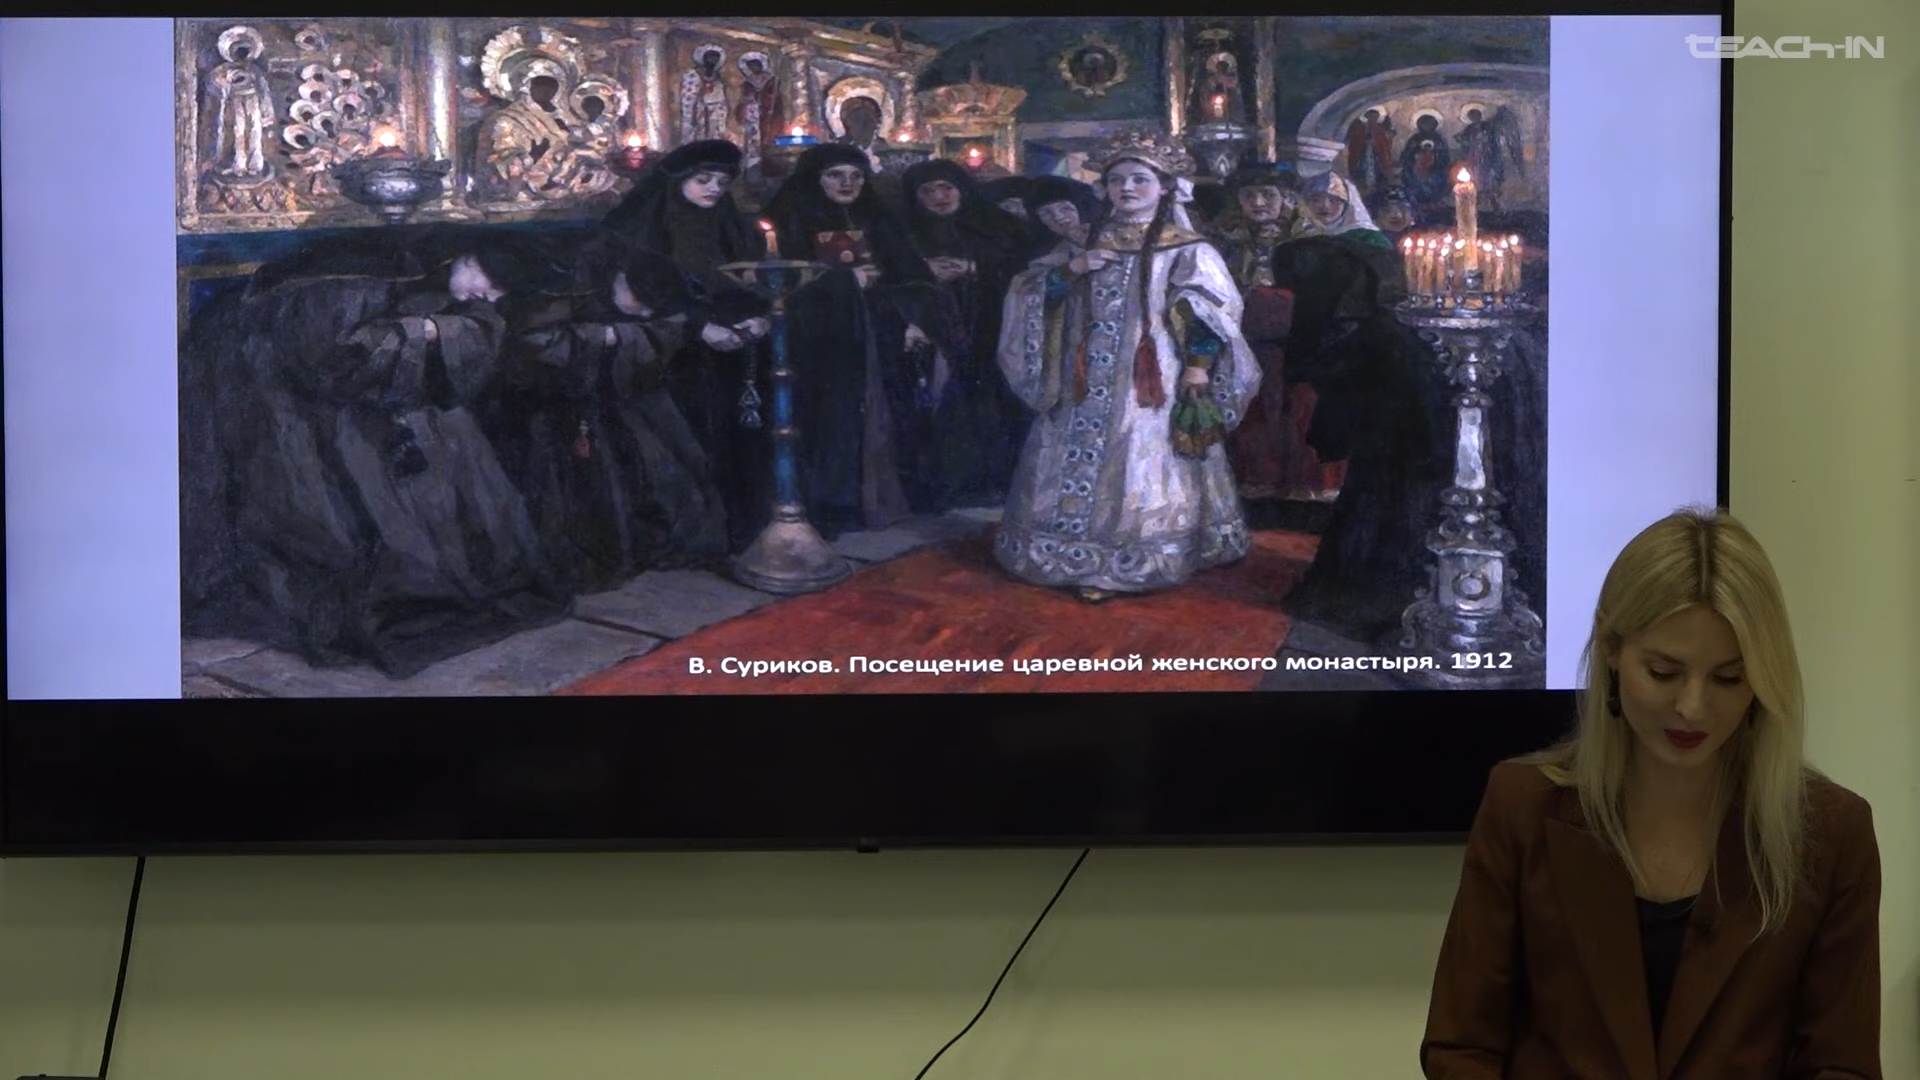 TEACH-IN
В. Суриков. Посещение царевной женского монастыря. 1912